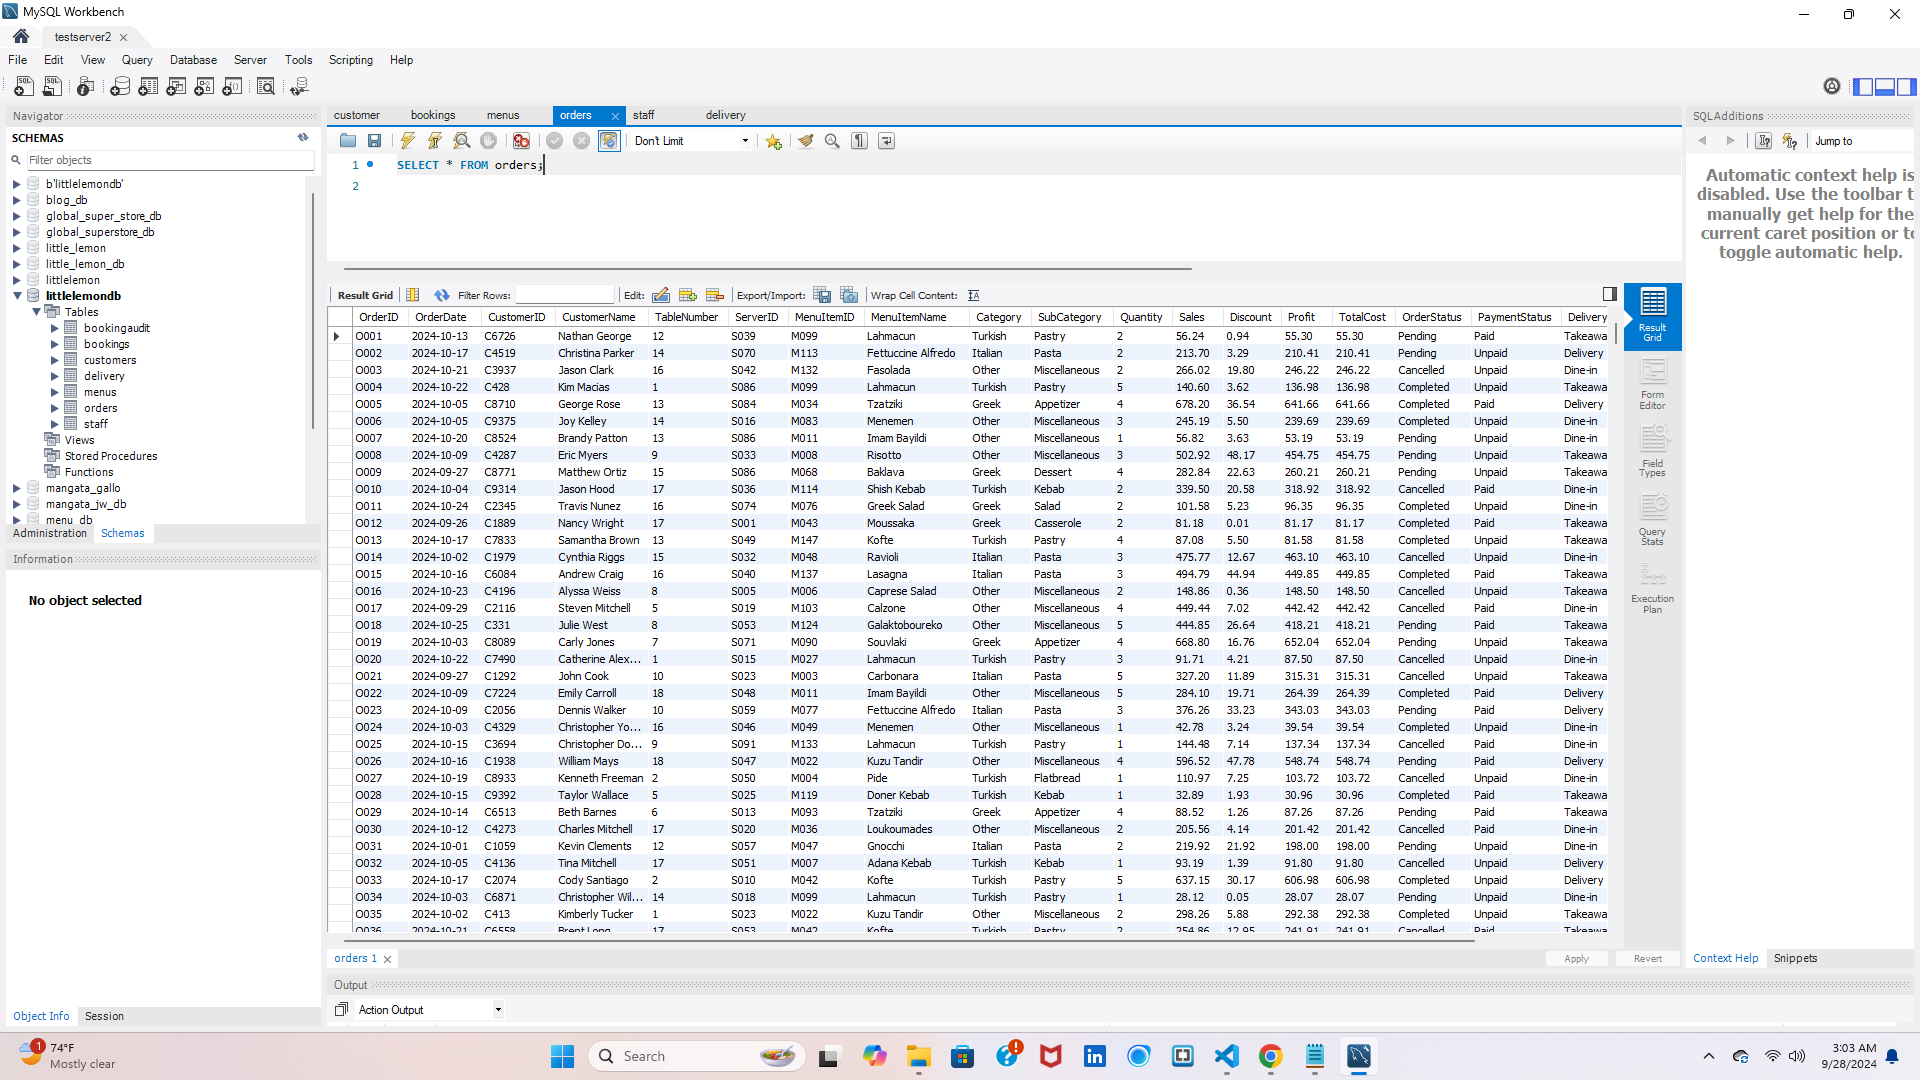 MySQL Workbench
testserver2
File Edit View Query Database Server Tools Scripting Help
Navigator
SCHEMAS
Filter objects
b'littlelemondb'
blog_db
global_super_store_db
global_superstore_db
little_lemon
little_lemon_db
littlelemon
littlelemondb
Tables
bookingaudit
bookings
customers
delivery
menus
orders
staff
Views
Stored Procedures
Functions
mangata_gallo
mangata_jw_db
menu_db
Administration Schemas
Information
No object selected
Object Info Session
customer bookings menus orders staff delivery
Don't Limit
1 SELECT * FROM orders;
2
Result Grid Filter Rows: Edit: Export/Import: Wrap Cell Content:
OrderID OrderDate CustomerID CustomerName TableNumber ServerID MenuItemID MenuItemName Category SubCategory Quantity Sales Discount Profit TotalCost OrderStatus PaymentStatus Delivery
O001 2024-10-13 C6726 Nathan George 12 S039 M099 Lahmacun Turkish Pastry 2 56.24 0.94 55.30 55.30 Pending Paid Takeawa
O002 2024-10-17 C4519 Christina Parker 14 S070 M113 Fettuccine Alfredo Italian Pasta 2 213.70 3.29 210.41 210.41 Pending Unpaid Delivery
O003 2024-10-21 C3937 Jason Clark 16 S042 M132 Fasolada Other Miscellaneous 2 266.02 19.80 246.22 246.22 Cancelled Unpaid Dine-in
O004 2024-10-22 C428 Kim Macias 1 S086 M099 Lahmacun Turkish Pastry 5 140.60 3.62 136.98 136.98 Completed Unpaid Takeawa
O005 2024-10-05 C8710 George Rose 13 S084 M034 Tzatziki Greek Appetizer 4 678.20 36.54 641.66 641.66 Completed Paid Delivery
O006 2024-10-05 C9375 Joy Kelley 14 S016 M083 Menemen Other Miscellaneous 3 245.19 5.50 239.69 239.69 Completed Unpaid Dine-in
O007 2024-10-20 C8524 Brandy Patton 13 S086 M011 Imam Bayildi Other Miscellaneous 1 56.82 3.63 53.19 53.19 Pending Unpaid Dine-in
O008 2024-10-09 C4287 Eric Myers 9 S033 M008 Risotto Other Miscellaneous 3 502.92 48.17 454.75 454.75 Pending Unpaid Takeawa
O009 2024-09-27 C8771 Matthew Ortiz 15 S086 M068 Baklava Greek Dessert 4 282.84 22.63 260.21 260.21 Pending Unpaid Takeawa
O010 2024-10-04 C9314 Jason Hood 17 S036 M114 Shish Kebab Turkish Kebab 2 339.50 20.58 318.92 318.92 Cancelled Paid Dine-in
O011 2024-10-24 C2345 Travis Nunez 16 S074 M076 Greek Salad Greek Salad 2 101.58 5.23 96.35 96.35 Completed Unpaid Dine-in
O012 2024-09-26 C1889 Nancy Wright 17 S001 M043 Moussaka Greek Casserole 2 81.18 0.01 81.17 81.17 Completed Paid Takeawa
O013 2024-10-17 C7833 Samantha Brown 13 S049 M147 Kofte Turkish Pastry 4 87.08 5.50 81.58 81.58 Completed Paid Takeawa
O014 2024-10-02 C1979 Cynthia Riggs 15 S032 M048 Ravioli Italian Pasta 3 475.77 12.67 463.10 463.10 Cancelled Unpaid Dine-in
O015 2024-10-16 C6084 Andrew Craig 16 S040 M137 Lasagna Italian Pasta 3 494.79 44.94 449.85 449.85 Completed Paid Takeawa
O016 2024-10-23 C4196 Alyssa Weiss 8 S005 M006 Caprese Salad Other Miscellaneous 2 148.86 0.36 148.50 148.50 Cancelled Unpaid Takeawa
O017 2024-09-29 C2116 Steven Mitchell 5 S019 M103 Calzone Other Miscellaneous 4 449.44 7.02 442.42 442.42 Cancelled Paid Dine-in
O018 2024-10-25 C331 Julie West 8 S053 M124 Galaktoboureko Other Miscellaneous 5 444.85 26.64 418.21 418.21 Pending Paid Takeawa
O019 2024-10-03 C8089 Carly Jones 7 S071 M090 Souvlaki Greek Appetizer 4 668.80 16.76 652.04 652.04 Pending Unpaid Takeawa
O020 2024-10-22 C7490 Catherine Alex... 1 S015 M027 Lahmacun Turkish Pastry 3 91.71 4.21 87.50 87.50 Cancelled Unpaid Dine-in
O021 2024-09-27 C1292 John Cook 10 S023 M003 Carbonara Italian Pasta 5 327.20 11.89 315.31 315.31 Cancelled Unpaid Dine-in
O022 2024-10-09 C7224 Emily Carroll 18 S048 M011 Imam Bayildi Other Miscellaneous 5 284.10 19.71 264.39 264.39 Completed Paid Delivery
O023 2024-10-09 C2056 Dennis Walker 10 S059 M077 Fettuccine Alfredo Italian Pasta 3 376.26 33.23 343.03 343.03 Pending Paid Delivery
O024 2024-10-03 C4329 Christopher Yo... 16 S046 M049 Menemen Other Miscellaneous 1 42.78 3.24 39.54 39.54 Completed Unpaid Dine-in
O025 2024-10-15 C3694 Christopher Do... 9 S091 M133 Lahmacun Turkish Pastry 1 144.48 7.14 137.34 137.34 Cancelled Paid Dine-in
O026 2024-10-16 C1938 William Mays 18 S047 M022 Kuzu Tandir Other Miscellaneous 4 596.52 47.78 548.74 548.74 Pending Paid Takeawa
O027 2024-10-19 C8933 Kenneth Freeman 2 S050 M004 Pide Turkish Flatbread 1 110.97 7.25 103.72 103.72 Cancelled Unpaid Dine-in
O028 2024-10-15 C9392 Taylor Wallace 5 S025 M119 Doner Kebab Turkish Kebab 1 32.89 1.93 30.96 30.96 Completed Paid Takeawa
O029 2024-10-14 C6513 Beth Barnes 6 S013 M093 Tzatziki Greek Appetizer 4 88.52 1.26 87.26 87.26 Pending Paid Takeawa
O030 2024-10-12 C4273 Charles Mitchell 17 S020 M036 Loukoumades Other Miscellaneous 2 205.56 4.14 201.42 201.42 Cancelled Paid Dine-in
O031 2024-10-01 C1059 Kevin Clements 12 S057 M047 Gnocchi Italian Pasta 2 219.92 21.92 198.00 198.00 Pending Unpaid Dine-in
O032 2024-10-05 C4136 Tina Mitchell 17 S051 M007 Adana Kebab Turkish Kebab 1 93.19 1.39 91.80 91.80 Cancelled Unpaid Delivery
O033 2024-10-17 C2074 Cody Santiago 2 S010 M042 Kofte Turkish Pastry 5 637.15 30.17 606.98 606.98 Completed Unpaid Delivery
O034 2024-10-03 C6871 Christopher Wil... 14 S018 M099 Lahmacun Turkish Pastry 1 28.12 0.05 28.07 28.07 Pending Unpaid Dine-in
O035 2024-10-02 C413 Kimberly Tucker 1 S023 M022 Kuzu Tandir Other Miscellaneous 2 298.26 5.88 292.38 292.38 Completed Unpaid Takeawa
O036 2024-10-21 C6558 Brent Long 17 S053 M042 Kofte Turkish Pastry 2 254.86 12.95 241.91 241.91 Cancelled Paid Takeawa
Result Grid
Form Editor
Field Types
Query Stats
Execution Plan
orders 1 Apply Revert
Output
Action Output
SQLAdditions
Jump to
Automatic context help is
disabled. Use the toolbar t
manually get help for the
current caret position or to
toggle automatic help.
Context Help Snippets
1
74°F
Mostly clear
Search
3:03 AM
9/28/2024